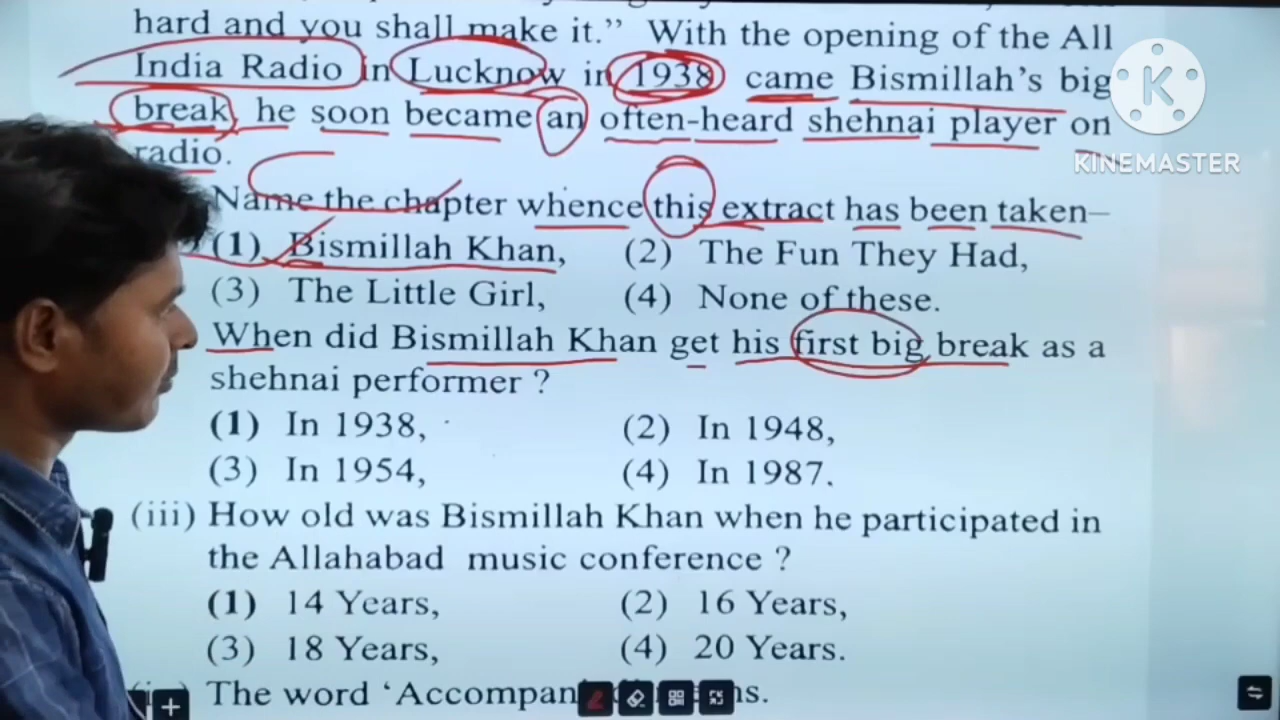 hard and you shall make it.” With the opening of the All
India Radio in Lucknow in 1938 came Bismillah’s big
break, he soon became an often-heard shehnai player on
radio.
KINEMASTER
Name the chapter whence this extract has been taken–
(1) Bismillah Khan, (2) The Fun They Had,
(3) The Little Girl, (4) None of these.
When did Bismillah Khan get his first big break as a
shehnai performer ?
(1) In 1938, (2) In 1948,
(3) In 1954, (4) In 1987.
(iii) How old was Bismillah Khan when he participated in
the Allahabad music conference ?
(1) 14 Years, (2) 16 Years,
(3) 18 Years, (4) 20 Years.
The word ‘Accompan